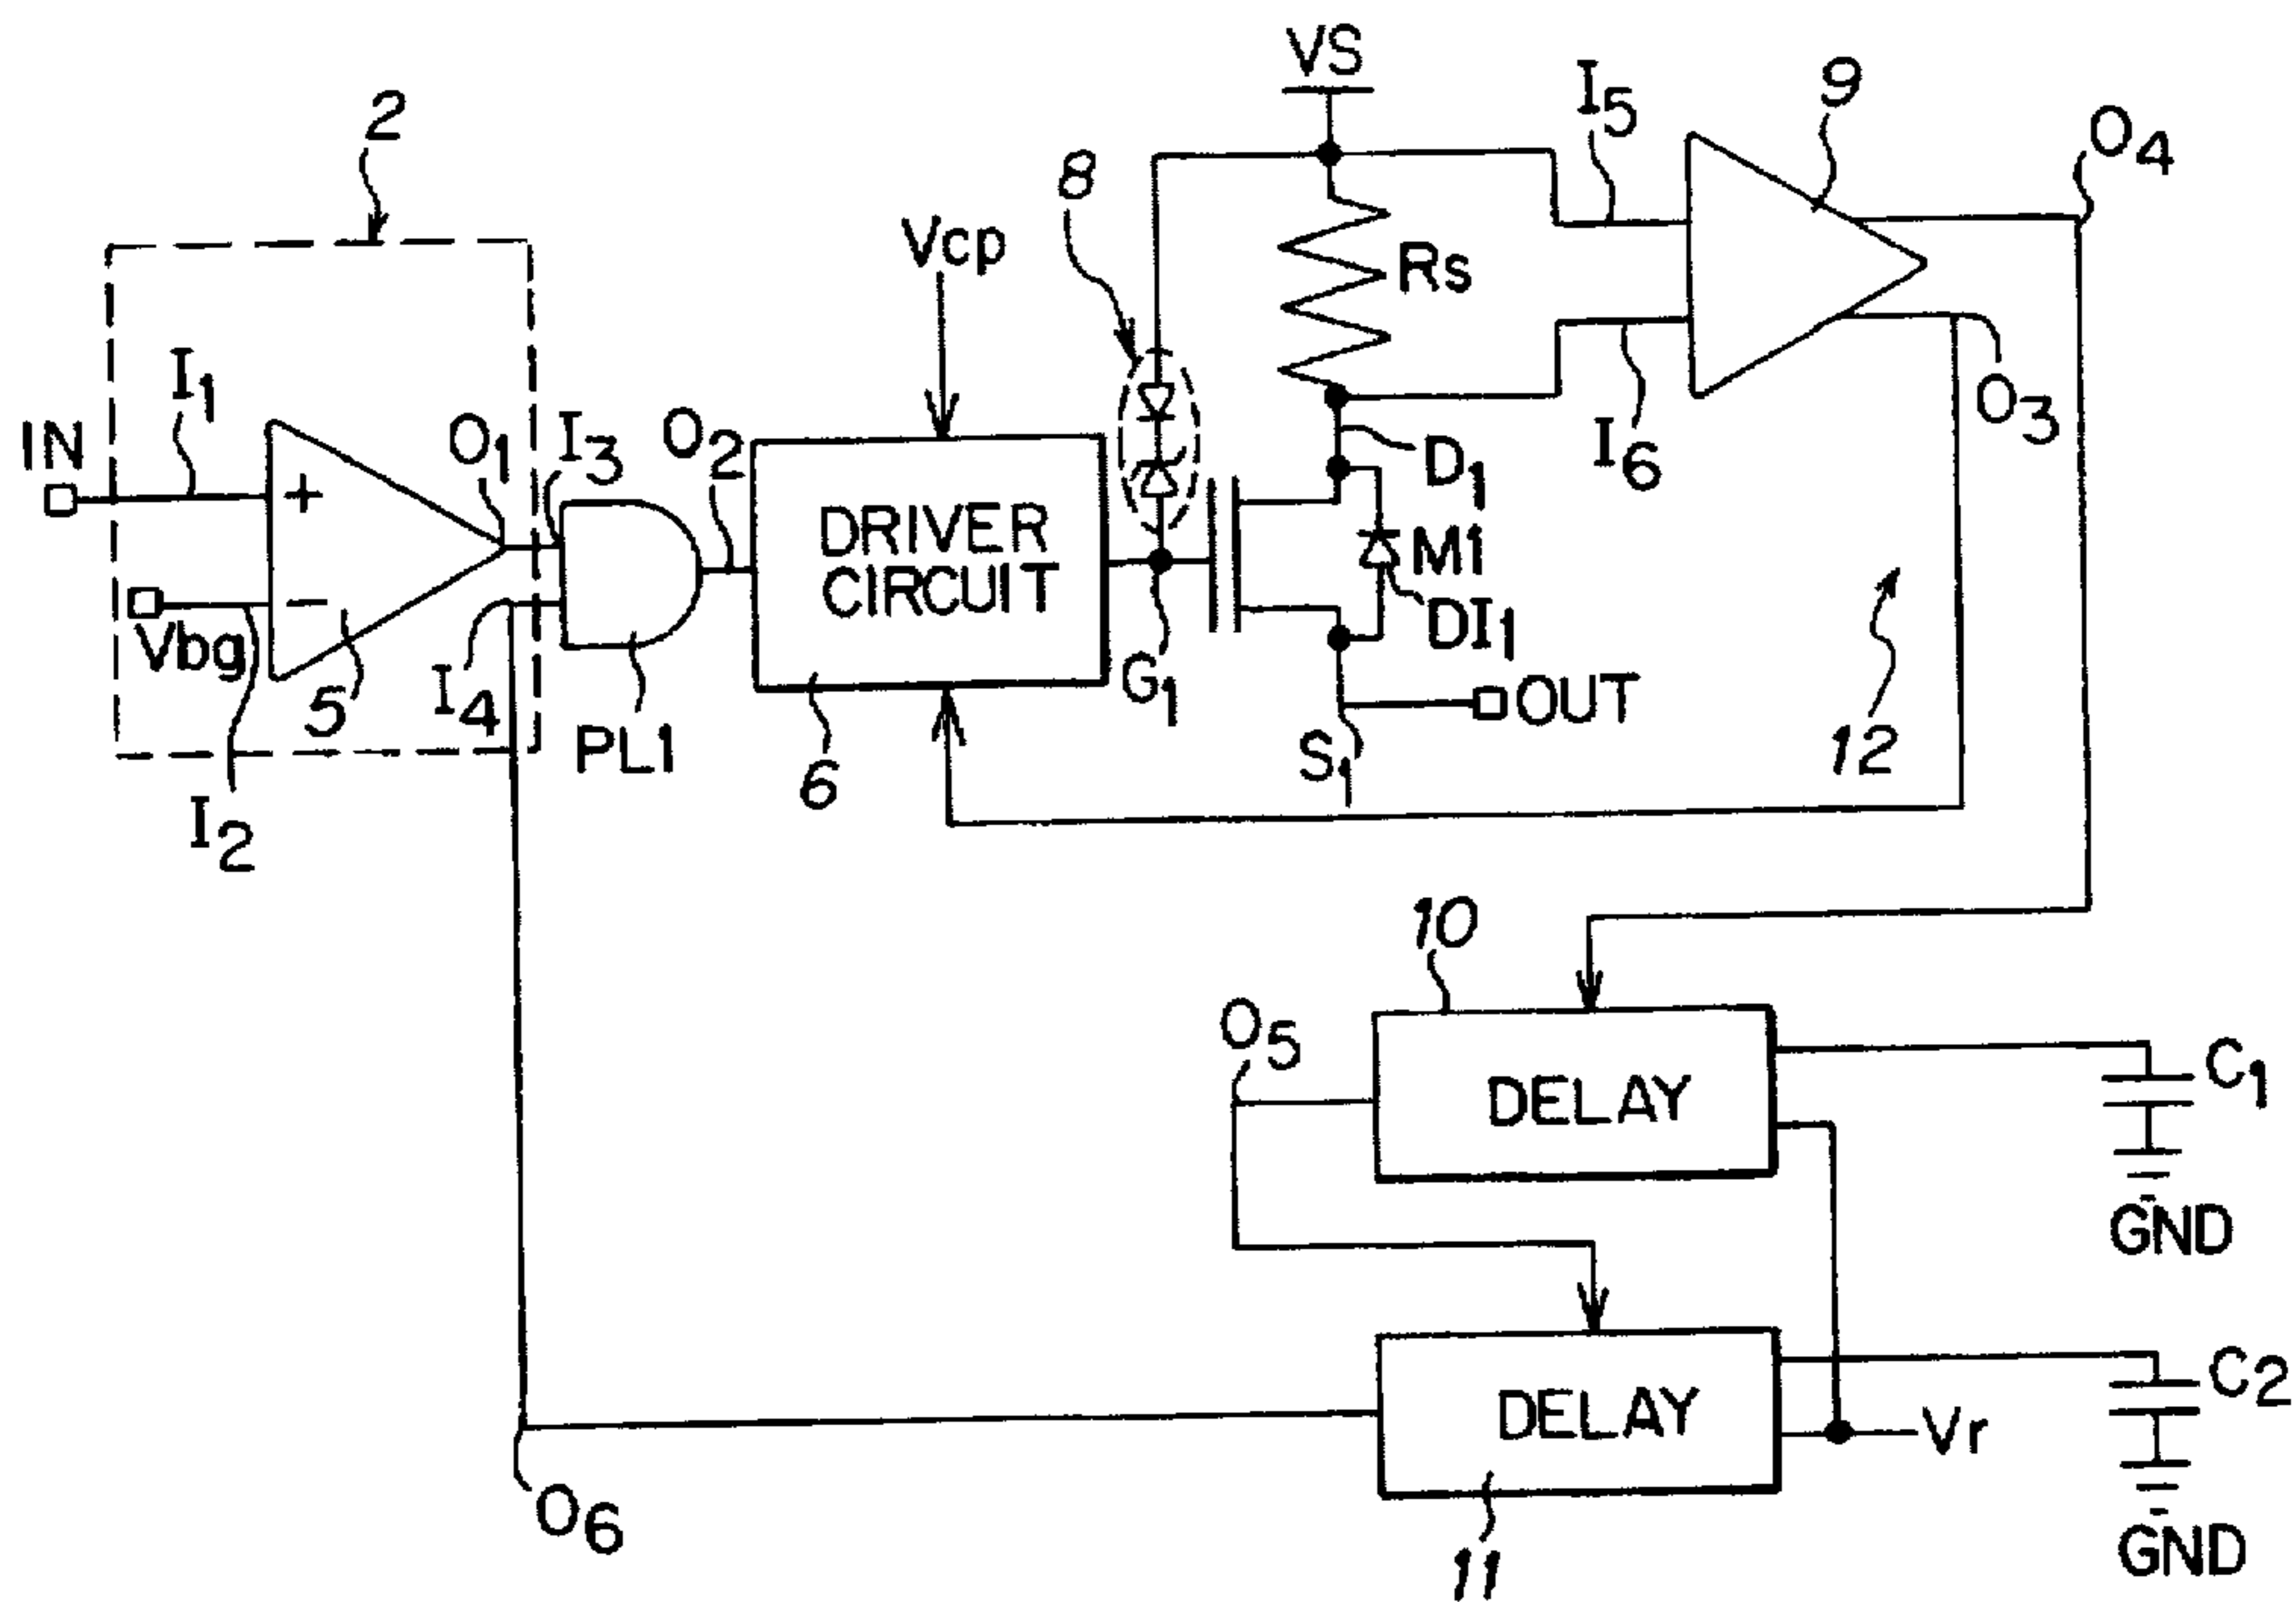 VS
I5
9
O4
2
8
Vcp
Rs
I1
IN
O1
I3
O2
D1
I6
O3
+
DRIVER
CIRCUIT
M1
DI1
−
Vbg
5
I4
G1
OUT
PL1
6
S1
12
I2
10
O5
DELAY
C1
GND
DELAY
C2
Vr
O6
11
GND